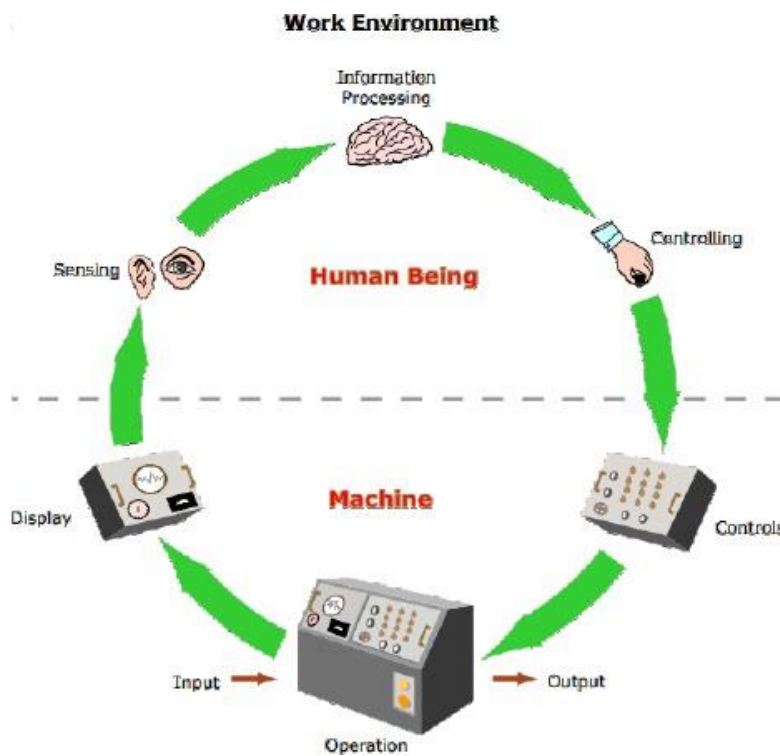 Work Environment
Information
Processing
Sensing
Controlling
Human Being
Machine
Display
Controls
Input
Output
Operation